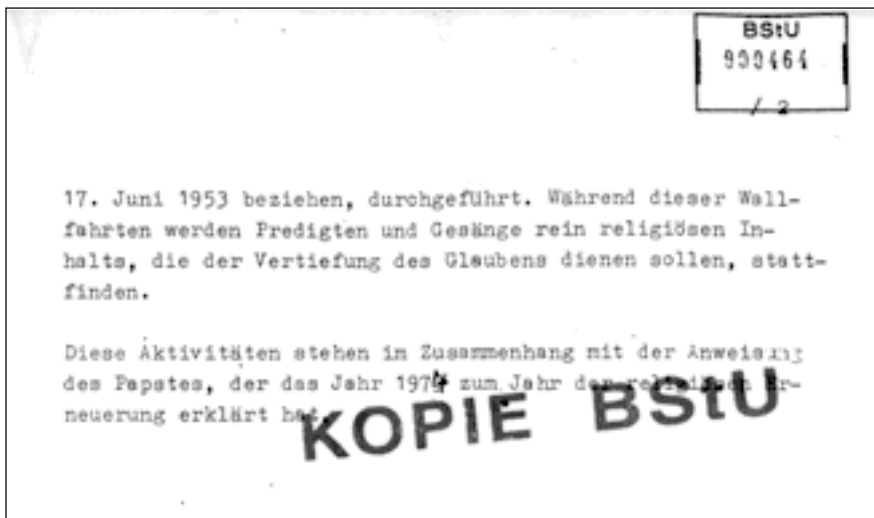 BStU
000464
/ 2
17. Juni 1953 beziehen, durchgeführt. Während dieser Wall-
fahrten werden Predigten und Gesänge rein religiösen In-
halts, die der Vertiefung des Glaubens dienen sollen, statt-
finden.
Diese Aktivitäten stehen im Zusammenhang mit der Anweisung
des Papstes, der das Jahr 1974 zum Jahr der religiösen Er-
neuerung erklärt hat.
KOPIE BStU